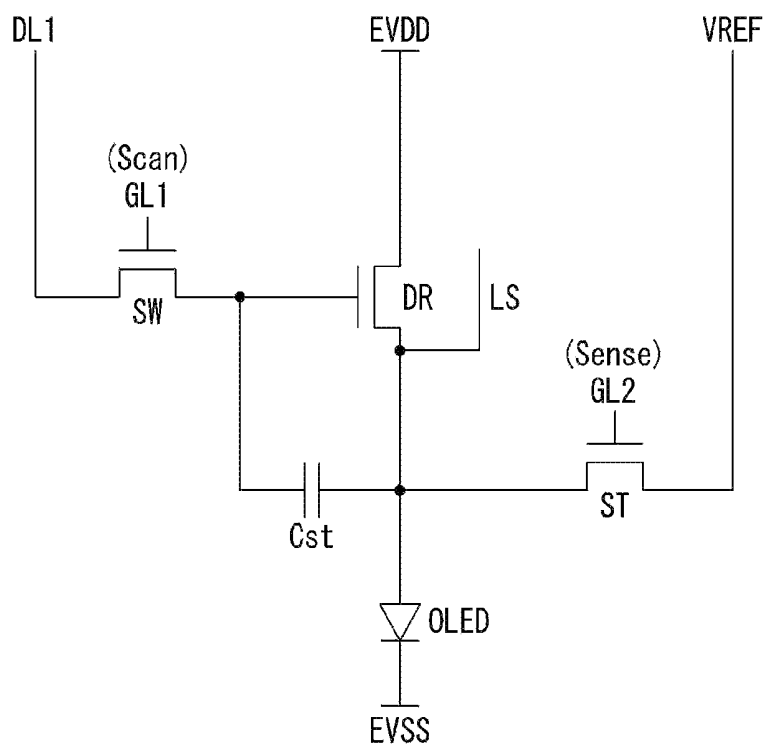 DL1
EVDD
VREF
(Scan)
GL1
SW
DR
LS
(Sense)
GL2
ST
Cst
OLED
EVSS